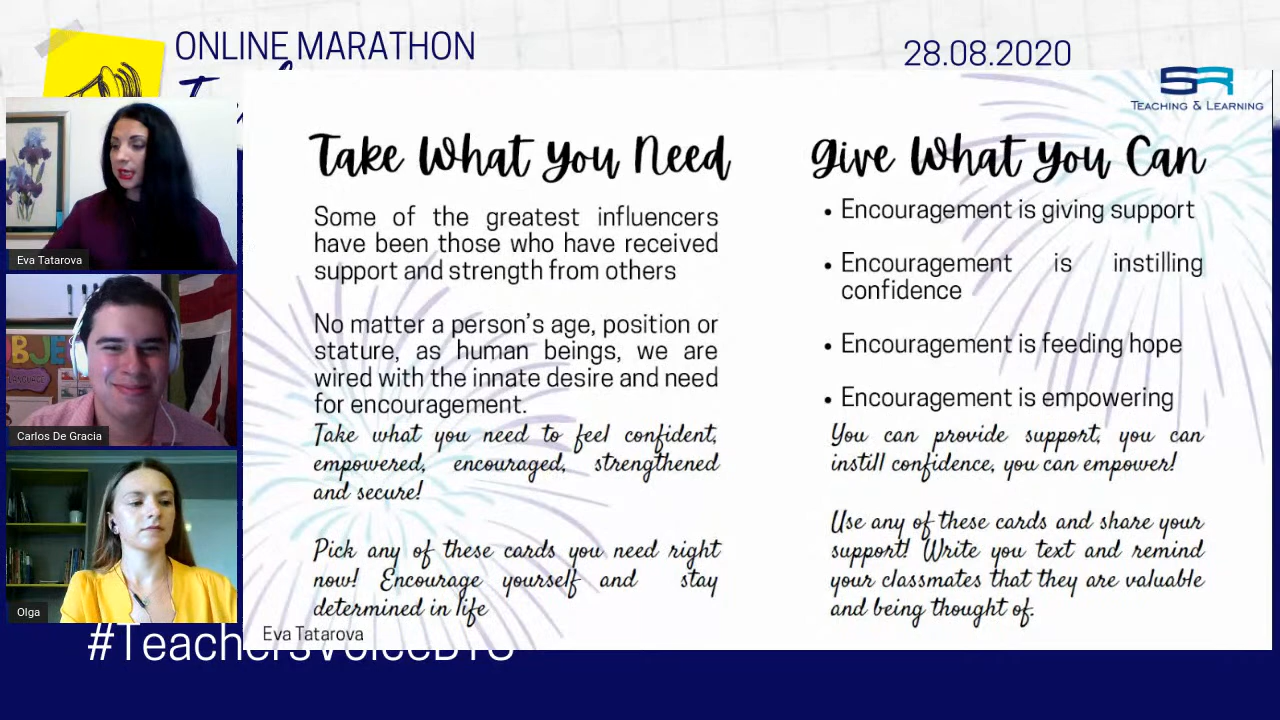 ONLINE MARATHON
28.08.2020
SR
TEACHING & LEARNING
Take What You Need
Some of the greatest influencers
have been those who have received
support and strength from others
No matter a person's age, position or
stature, as human beings, we are
wired with the innate desire and need
for encouragement.
Take what you need to feel confident,
empowered, encouraged, strengthened
and secure!
Pick any of these cards you need right
now! Encourage yourself and stay
determined in life
Eva Tatarova
Give What You Can
• Encouragement is giving support
• Encouragement is instilling
confidence
• Encouragement is feeding hope
• Encouragement is empowering
You can provide support, you can
instill confidence, you can empower!
Use any of these cards and share your
support! Write you text and remind
your classmates that they are valuable
and being thought of.
Eva Tatarova
Carlos De Gracia
Olga
LANGUAGE
#TeachersVoiceBTS